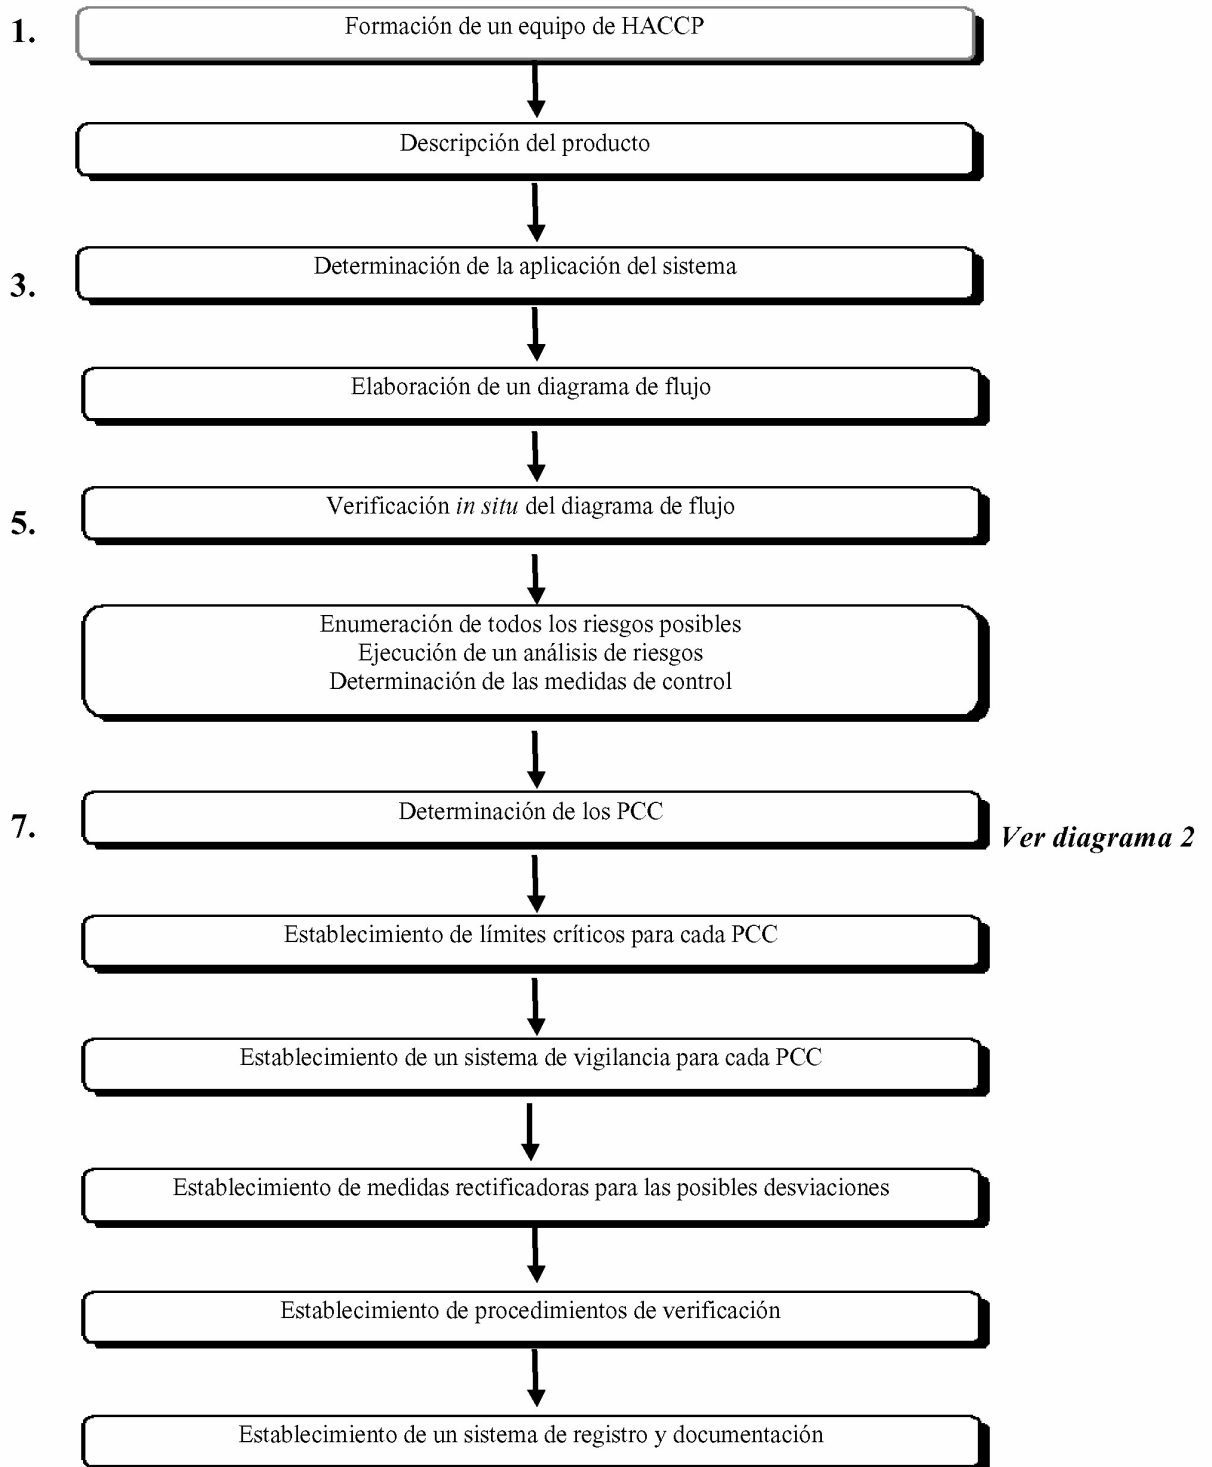 1.
Formación de un equipo de HACCP
Descripción del producto
3.
Determinación de la aplicación del sistema
Elaboración de un diagrama de flujo
5.
Verificación in situ del diagrama de flujo
Enumeración de todos los riesgos posibles
Ejecución de un análisis de riesgos
Determinación de las medidas de control
7.
Determinación de los PCC
Ver diagrama 2
Establecimiento de límites críticos para cada PCC
Establecimiento de un sistema de vigilancia para cada PCC
Establecimiento de medidas rectificadoras para las posibles desviaciones
Establecimiento de procedimientos de verificación
Establecimiento de un sistema de registro y documentación